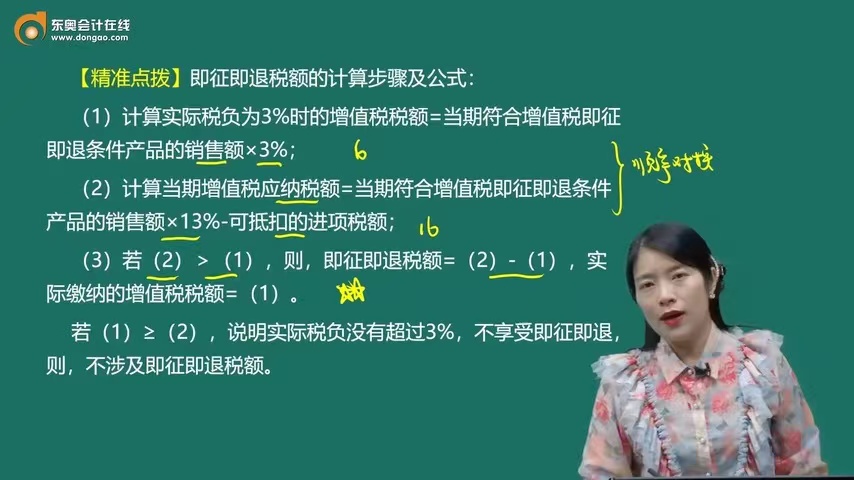 东奥会计在线
www.dongao.com
【精准点拨】即征即退税额的计算步骤及公式：
（1）计算实际税负为3%时的增值税税额=当期符合增值税即征
即退条件产品的销售额×3%；
6
（2）计算当期增值税应纳税额=当期符合增值税即征即退条件
产品的销售额×13%-可抵扣的进项税额；
16
对接
（3）若（2）>（1），则，即征即退税额=（2）-（1），实
际缴纳的增值税税额=（1）。
若（1）≥（2），说明实际税负没有超过3%，不享受即征即退，
则，不涉及即征即退税额。